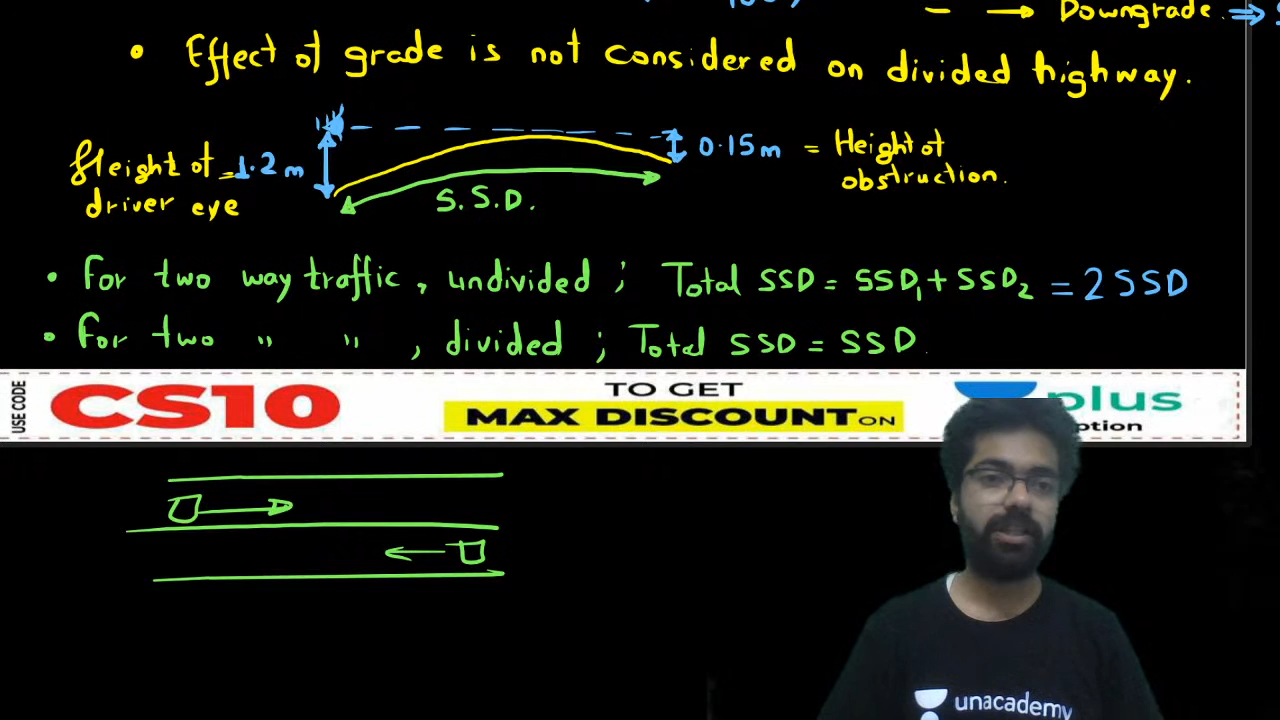 — → Downgrade. ⇒
• Effect of grade is not considered on divided highway.
Height of driver eye = 1.2 m
0.15 m = Height of obstruction.
S.S.D.
• For two way traffic, undivided ; Total SSD = SSD₁ + SSD₂ = 2 SSD
• For two " " , divided ; Total SSD = SSD.
USE CODE
CS10
TO GET
MAX DISCOUNT ON
plus
unacademy